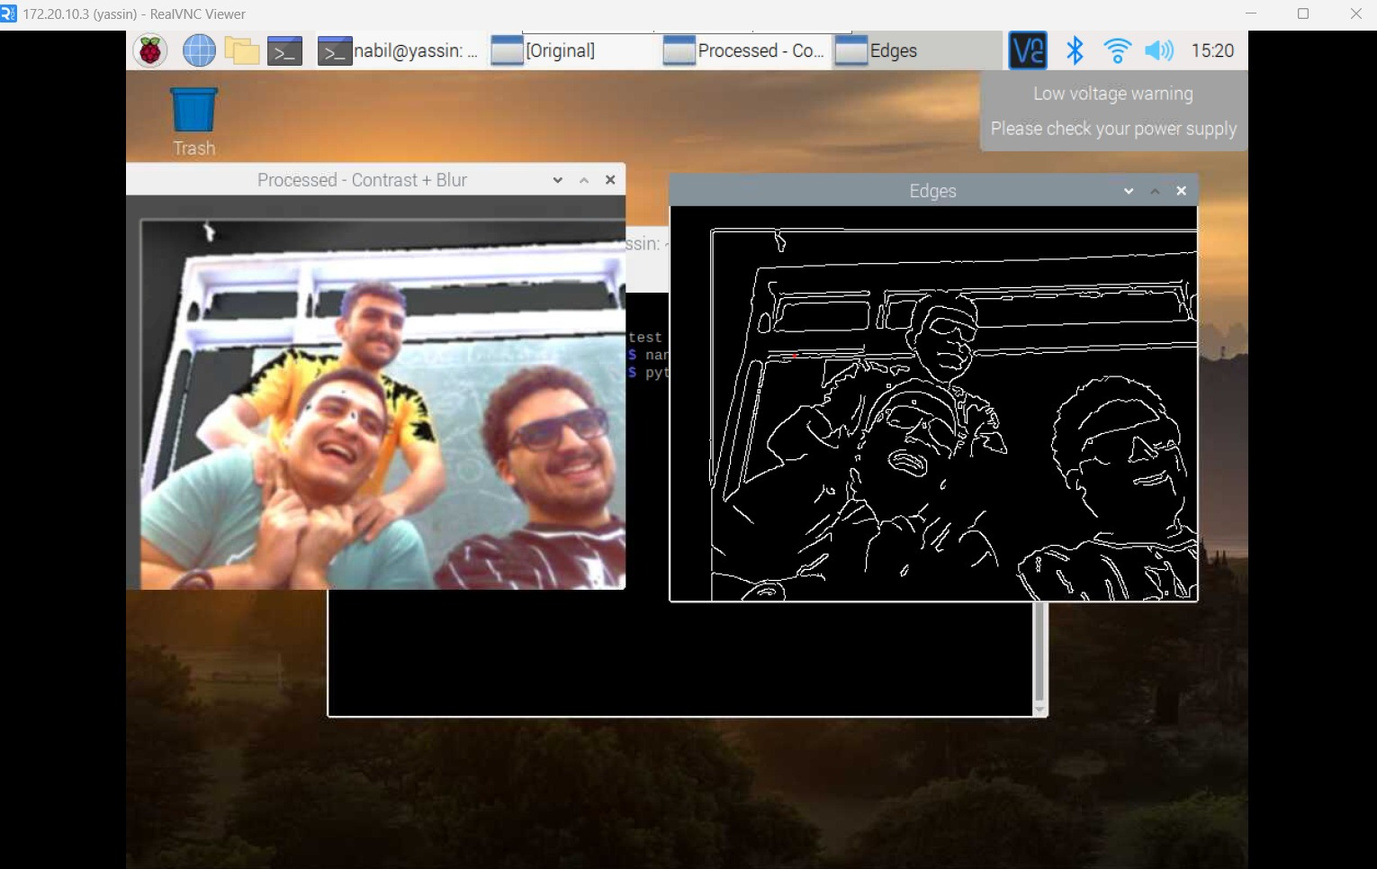 172.20.10.3 (yassin) - RealVNC Viewer
nabil@yassin: ...
[Original]
Processed - Co...
Edges
15:20
Low voltage warning
Please check your power supply
Trash
Processed - Contrast + Blur
Edges
ssin: ~
test
$ nan
$ pyt